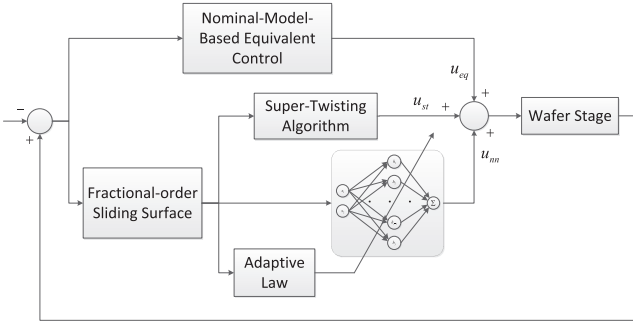 Nominal-Model-
Based Equivalent
Control
u_eq
−
+
Super-Twisting
Algorithm
u_st
+
+
+
Wafer Stage
u_nn
Fractional-order
Sliding Surface
Σ
Adaptive
Law